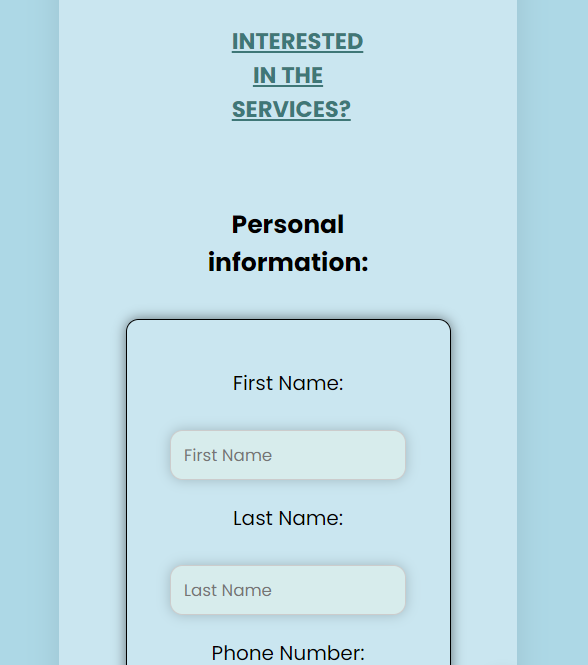 INTERESTED
IN THE
SERVICES?
Personal
information:
First Name:
First Name
Last Name:
Last Name
Phone Number: